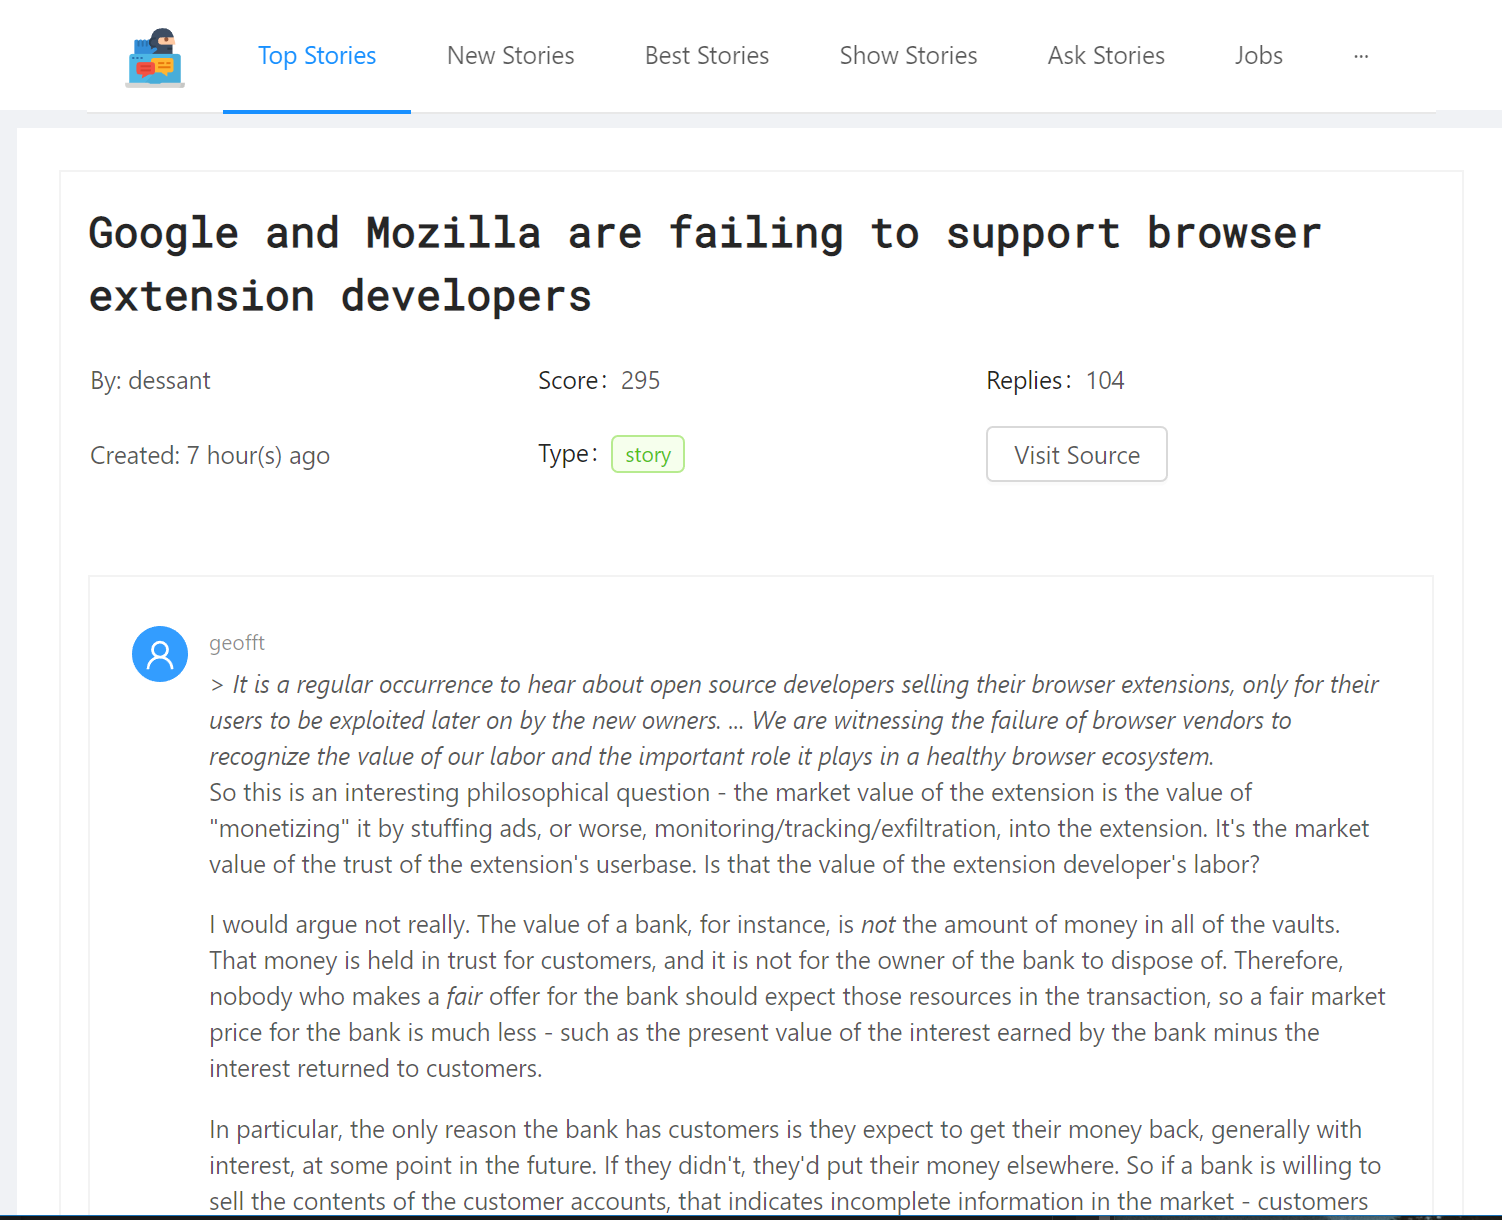 Top Stories New Stories Best Stories Show Stories Ask Stories Jobs ···
Google and Mozilla are failing to support browser
extension developers
By: dessant Score: 295 Replies: 104
Created: 7 hour(s) ago Type: story Visit Source
geofft
> It is a regular occurrence to hear about open source developers selling their browser extensions, only for their
users to be exploited later on by the new owners. ... We are witnessing the failure of browser vendors to
recognize the value of our labor and the important role it plays in a healthy browser ecosystem.
So this is an interesting philosophical question - the market value of the extension is the value of
"monetizing" it by stuffing ads, or worse, monitoring/tracking/exfiltration, into the extension. It's the market
value of the trust of the extension's userbase. Is that the value of the extension developer's labor?
I would argue not really. The value of a bank, for instance, is not the amount of money in all of the vaults.
That money is held in trust for customers, and it is not for the owner of the bank to dispose of. Therefore,
nobody who makes a fair offer for the bank should expect those resources in the transaction, so a fair market
price for the bank is much less - such as the present value of the interest earned by the bank minus the
interest returned to customers.
In particular, the only reason the bank has customers is they expect to get their money back, generally with
interest, at some point in the future. If they didn't, they'd put their money elsewhere. So if a bank is willing to
sell the contents of the customer accounts, that indicates incomplete information in the market - customers